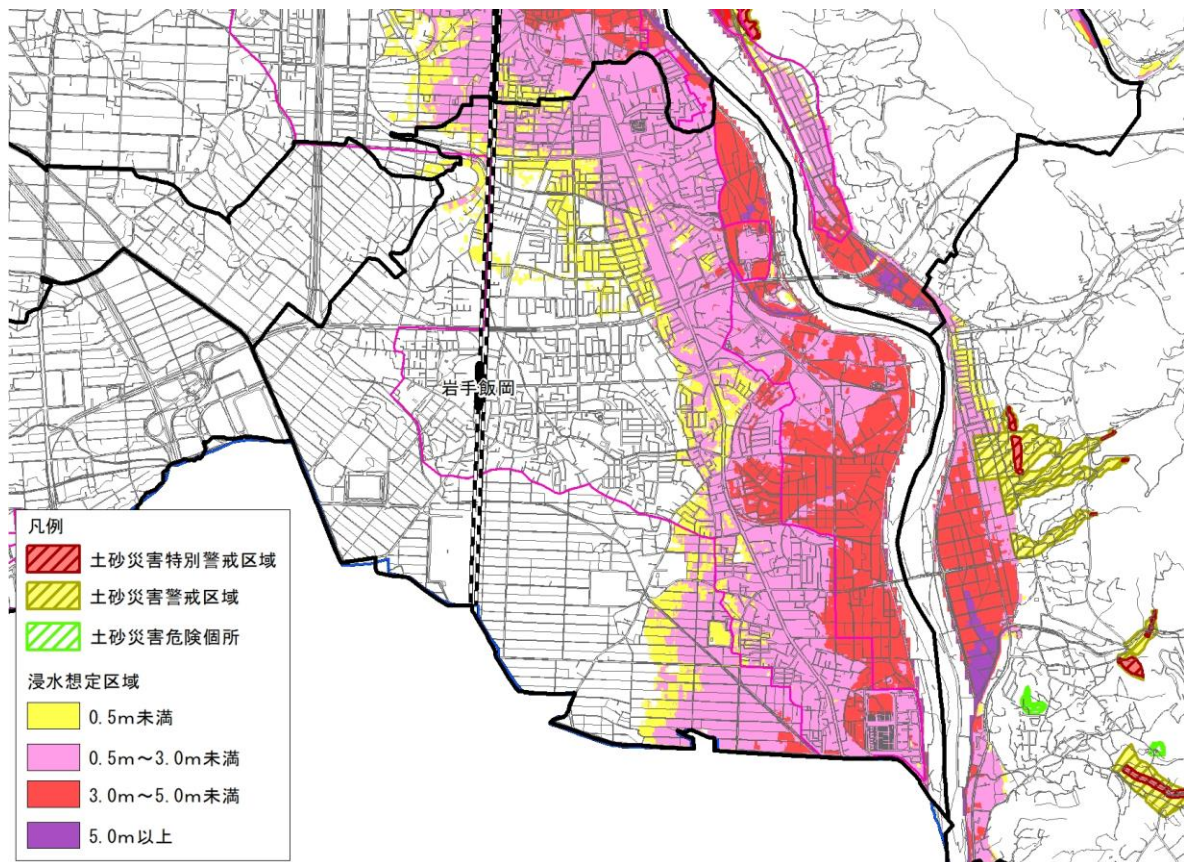 岩手飯岡
凡例
土砂災害特別警戒区域
土砂災害警戒区域
土砂災害危険個所
浸水想定区域
0.5m未満
0.5m～3.0m未満
3.0m～5.0m未満
5.0m以上